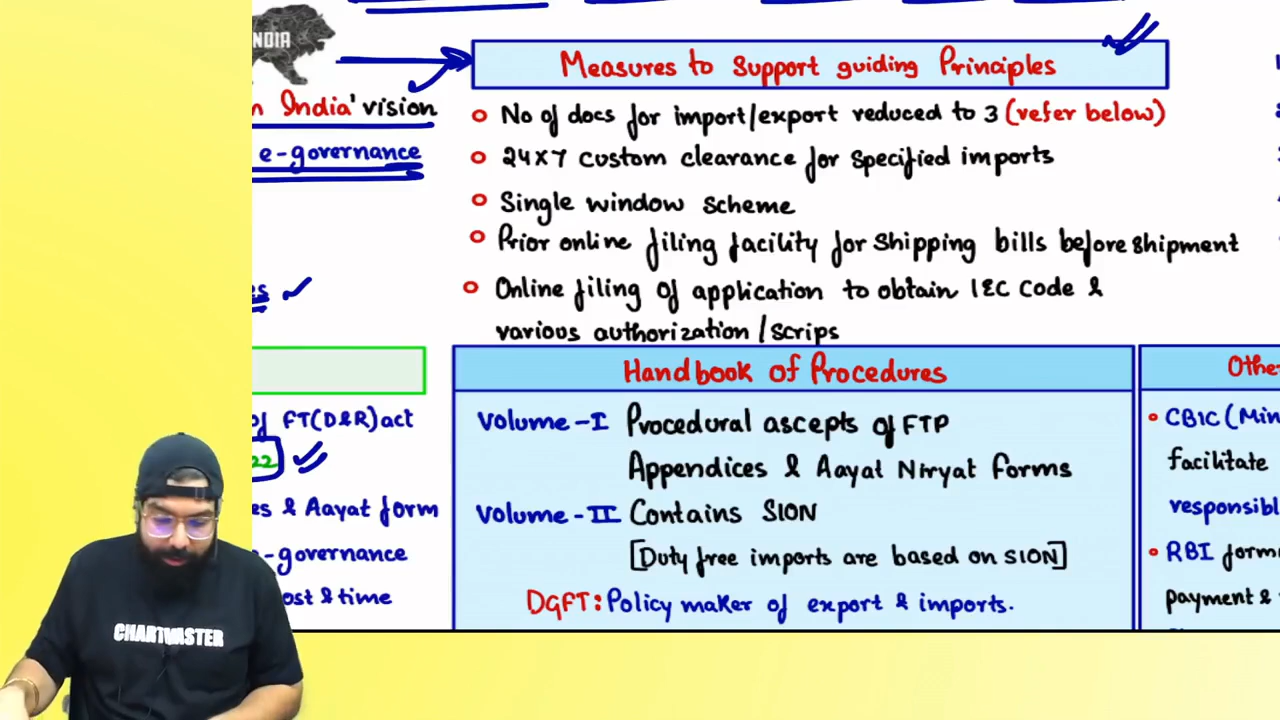 INDIA
n India' vision
e-governance
es
Measures to support guiding Principles
No of docs for import/export reduced to 3 (refer below)
24x7 custom clearance for specified imports
Single window scheme
Prior online filing facility for shipping bills before shipment
Online filing of application to obtain IEC code &
various authorization/scrips
of FT(D&R)act
22
es & Aayat form
e-governance
ost & time
Handbook of Procedures
Volume-I Procedural ascepts of FTP
Appendices & Aayat Niryat forms
Volume-II Contains SION
[Duty free imports are based on SION]
DGFT: Policy maker of export & imports.
Othe
CBIC (Min
facilitate
responsibl
RBI form
payment &
CHARTMASTER